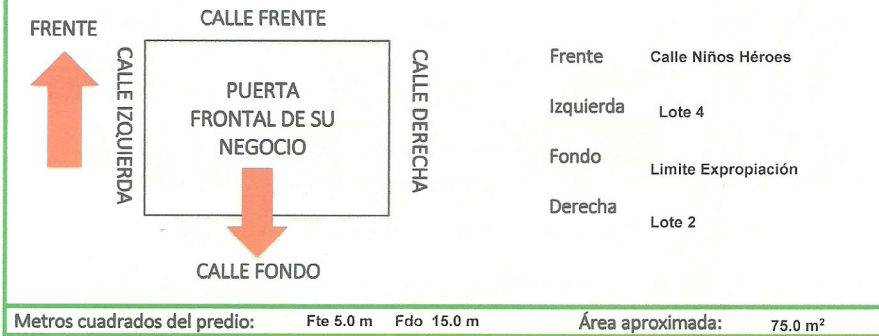 FRENTE
CALLE FRENTE
CALLE IZQUIERDA
PUERTA
FRONTAL DE SU
NEGOCIO
CALLE DERECHA
CALLE FONDO
Frente Calle Niños Héroes
Izquierda Lote 4
Fondo Limite Expropiación
Derecha Lote 2
Metros cuadrados del predio: Fte 5.0 m Fdo 15.0 m Área aproximada: 75.0 m²